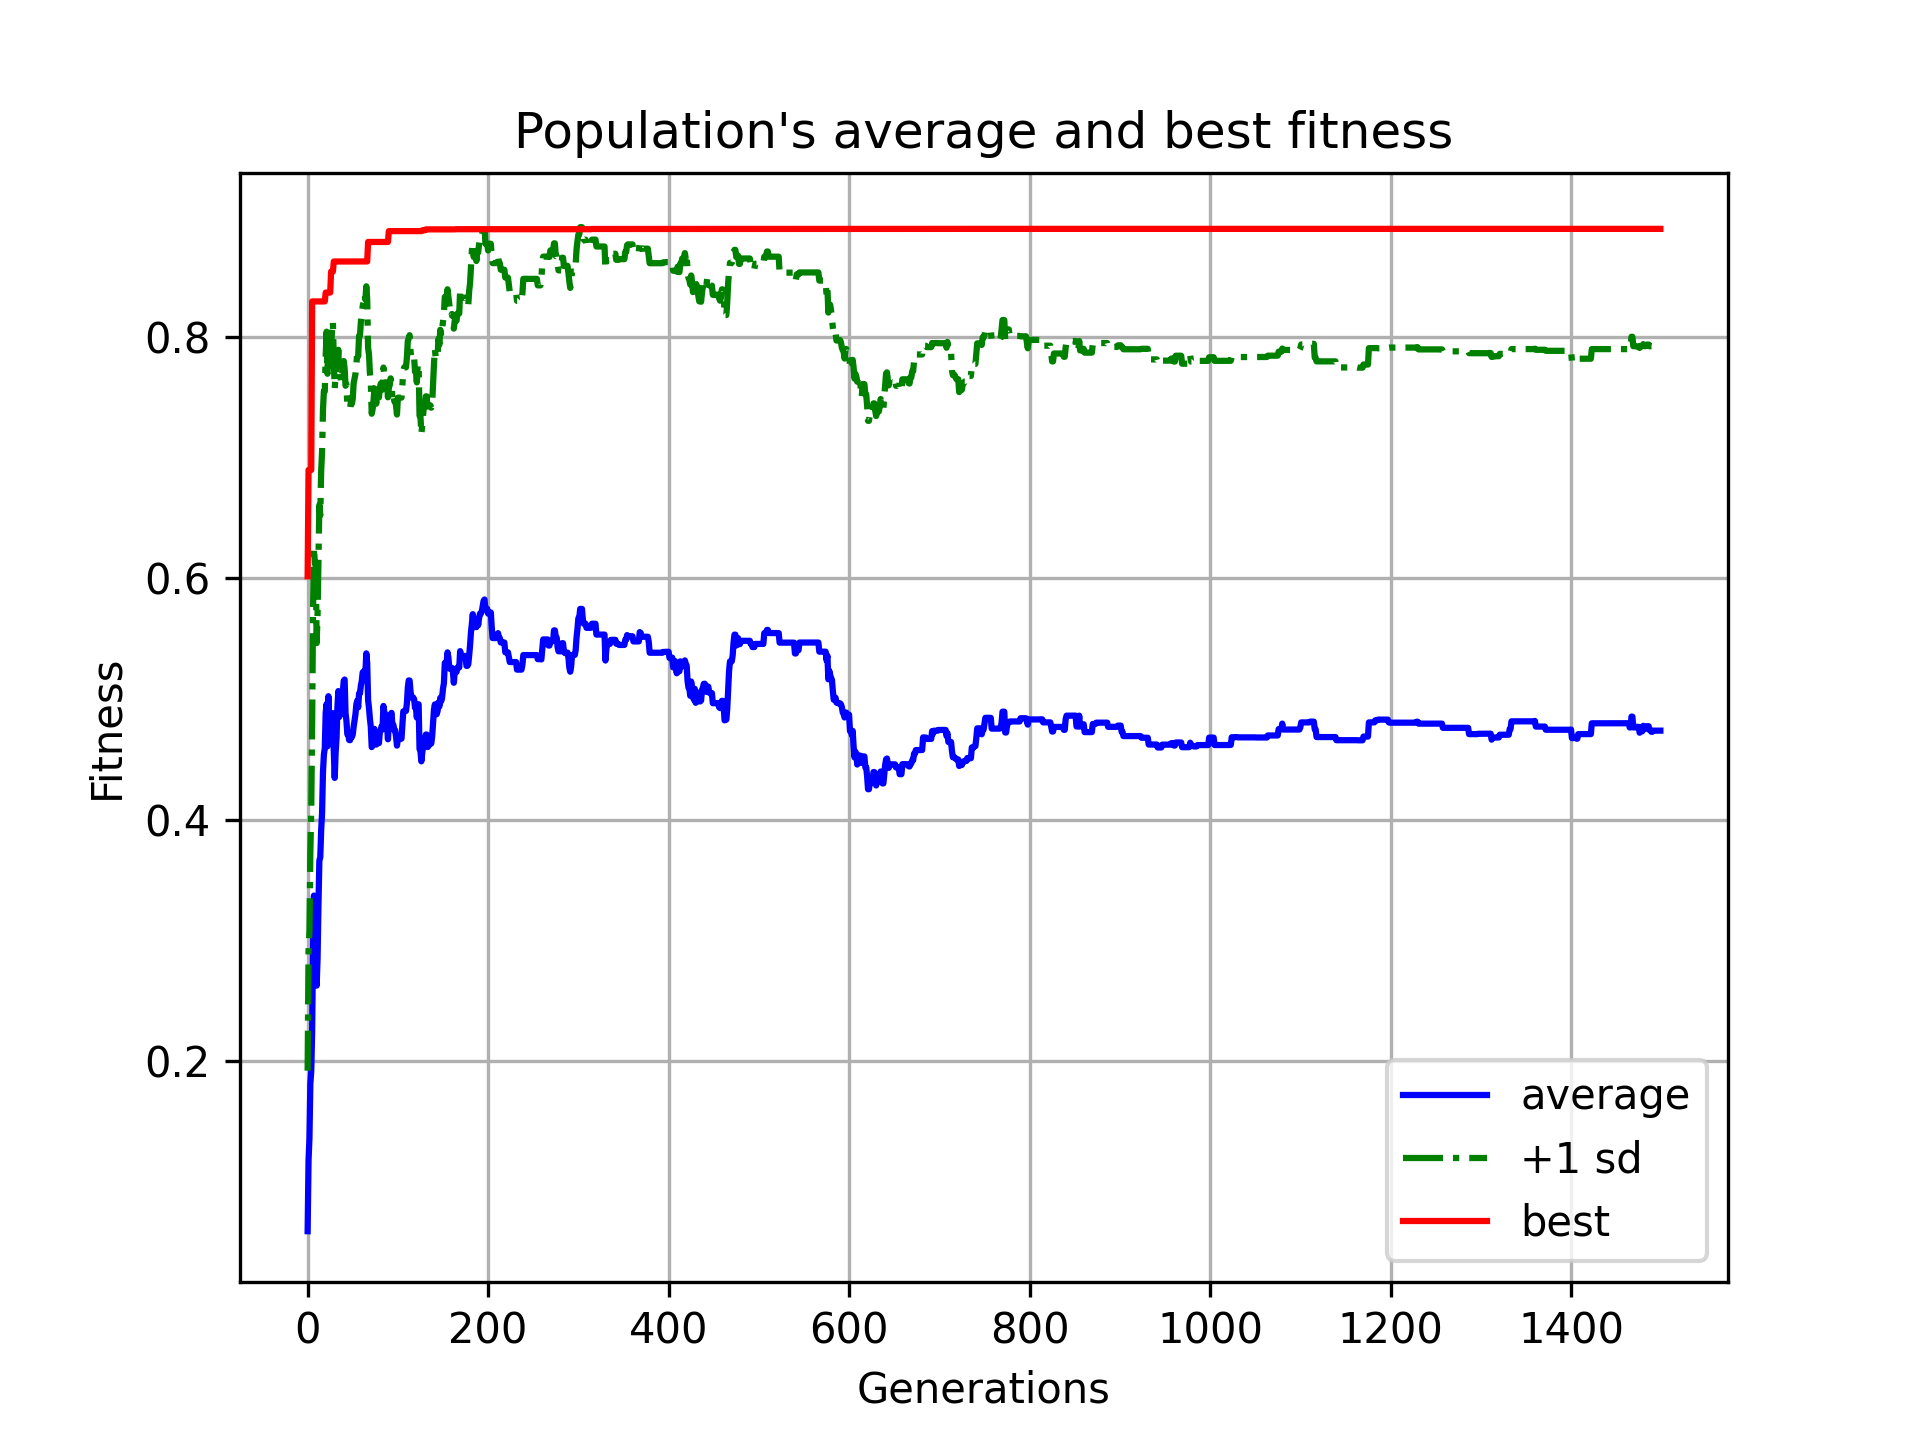 Population's average and best fitness
Fitness
0.8
0.6
0.4
0.2
0 200 400 600 800 1000 1200 1400
Generations
average
+1 sd
best